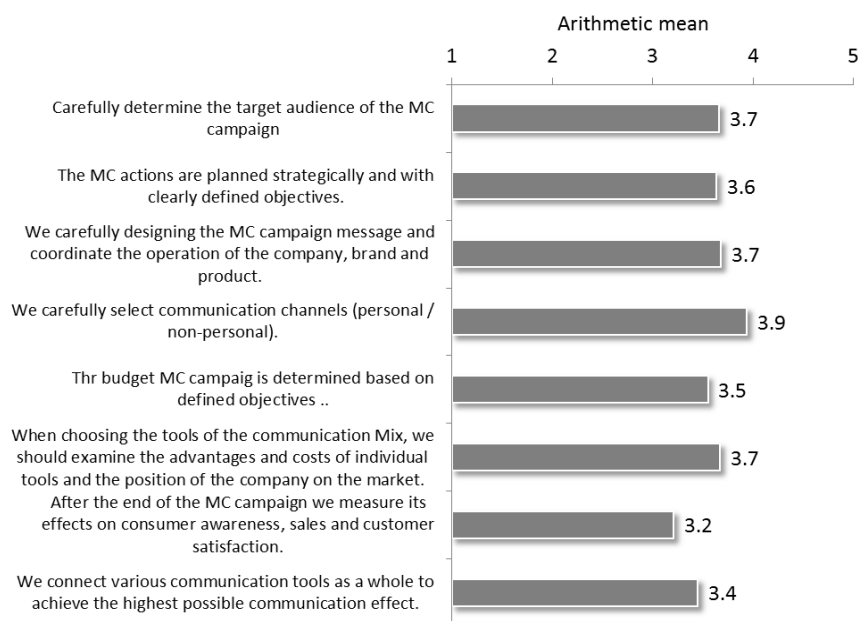 Arithmetic mean
1 2 3 4 5
Carefully determine the target audience of the MC
campaign
3.7
The MC actions are planned strategically and with
clearly defined objectives.
3.6
We carefully designing the MC campaign message and
coordinate the operation of the company, brand and
product.
3.7
We carefully select communication channels (personal /
non-personal).
3.9
Thr budget MC campaig is determined based on
defined objectives ..
3.5
When choosing the tools of the communication Mix, we
should examine the advantages and costs of individual
tools and the position of the company on the market.
3.7
After the end of the MC campaign we measure its
effects on consumer awareness, sales and customer
satisfaction.
3.2
We connect various communication tools as a whole to
achieve the highest possible communication effect.
3.4